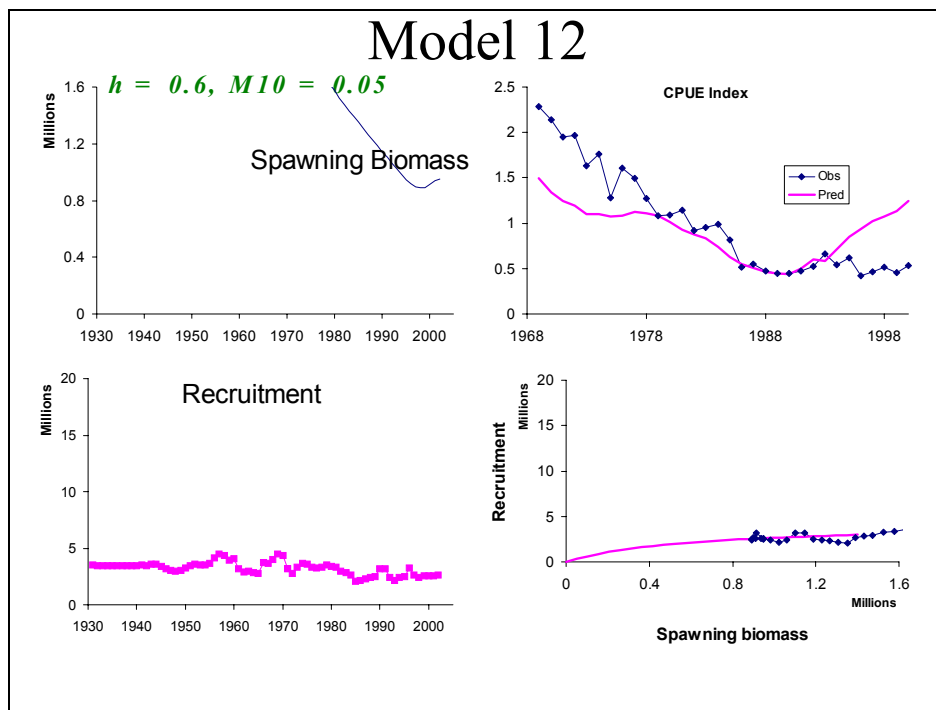 Model 12
h = 0.6, M10 = 0.05
Millions
1.6
1.2
0.8
0.4
0
Spawning Biomass
1930 1940 1950 1960 1970 1980 1990 2000
CPUE Index
2.5
2
1.5
1
0.5
0
Obs
Pred
1968 1978 1988 1998
Recruitment
Millions
20
15
10
5
0
1930 1940 1950 1960 1970 1980 1990 2000
Recruitment
Millions
20
15
10
5
0
0 0.4 0.8 1.2 1.6
Millions
Spawning biomass